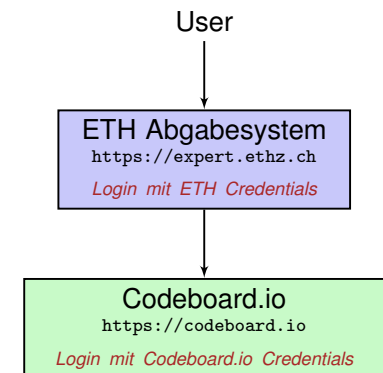 User
ETH Abgabesystem
https://expert.ethz.ch
Login mit ETH Credentials
Codeboard.io
https://codeboard.io
Login mit Codeboard.io Credentials